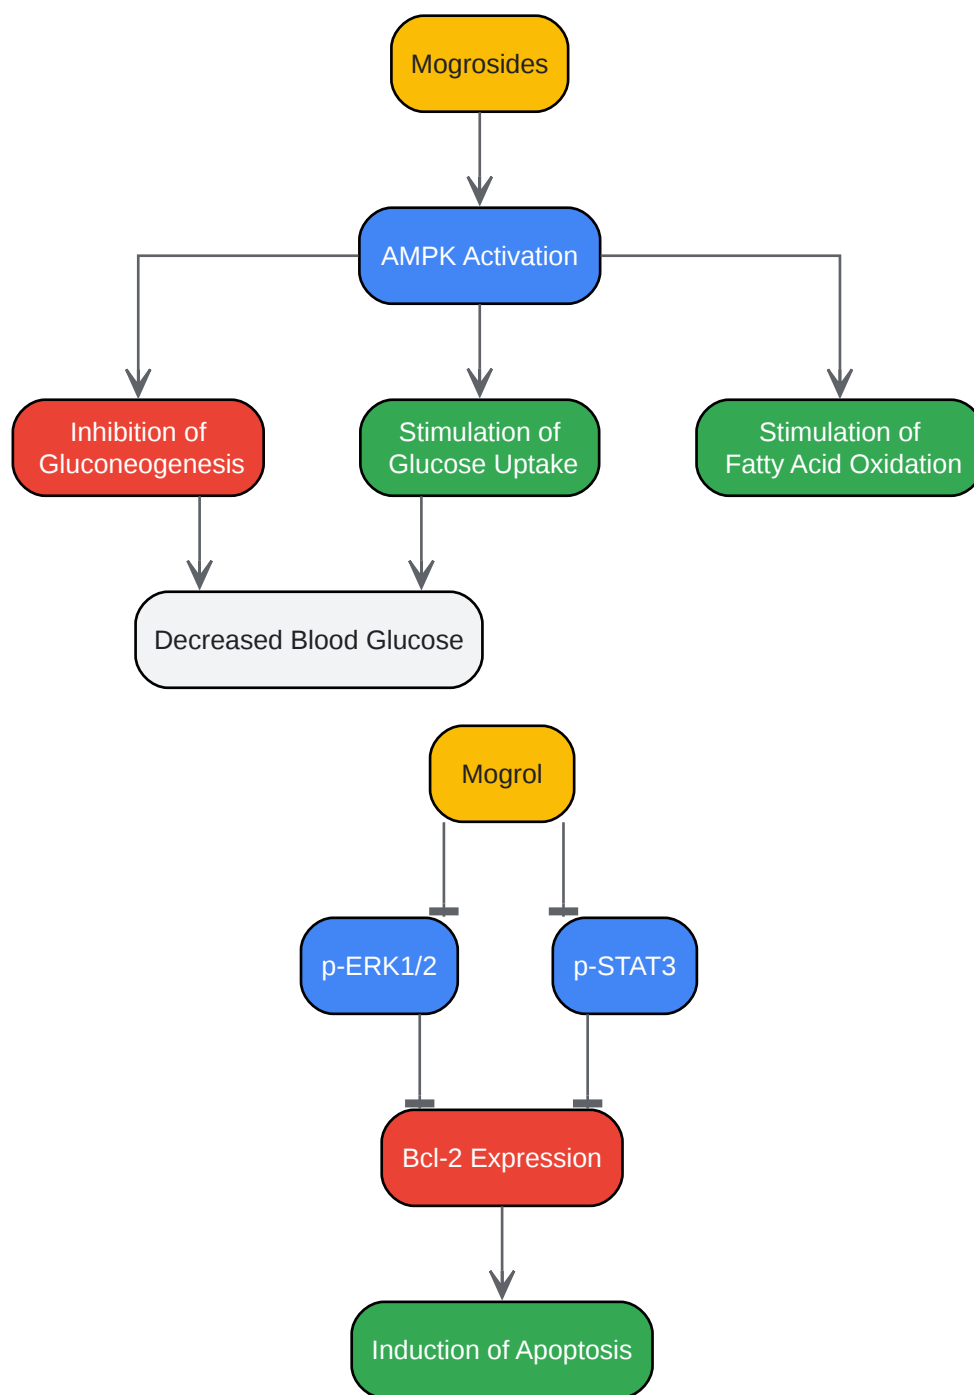 Mogrosides
AMPK Activation
Inhibition of
Gluconeogenesis
Stimulation of
Glucose Uptake
Stimulation of
Fatty Acid Oxidation
Decreased Blood Glucose
Mogrol
p-ERK1/2
p-STAT3
Bcl-2 Expression
Induction of Apoptosis